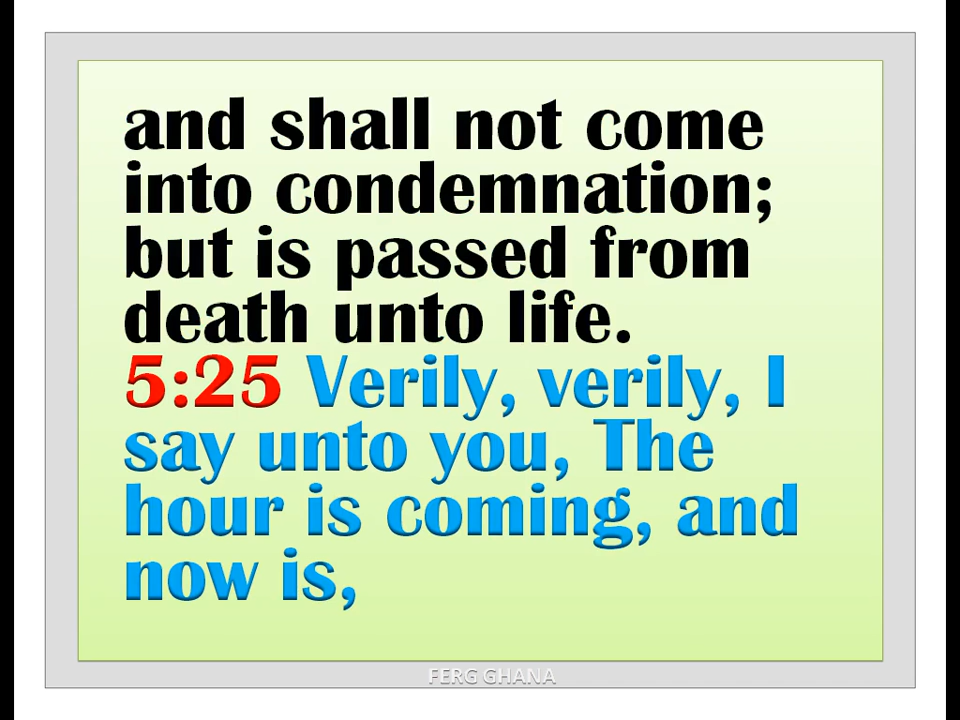 and shall not come
into condemnation;
but is passed from
death unto life.
5:25 Verily, verily, I
say unto you, The
hour is coming, and
now is,
FERG GHANA